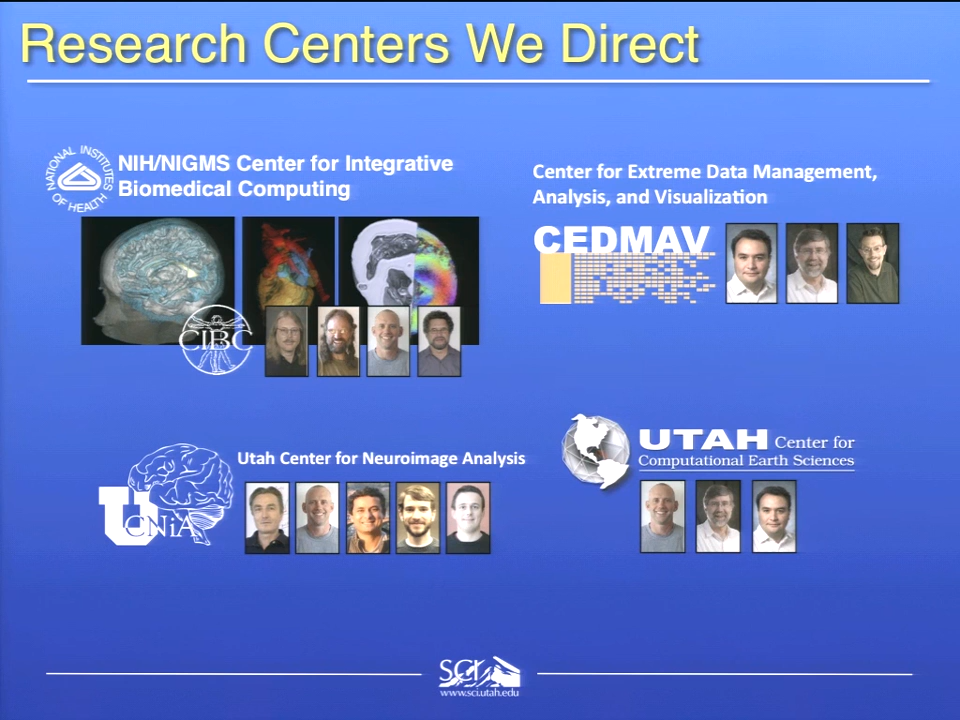 Research Centers We Direct
NATIONAL INSTITUTES OF HEALTH
NIH/NIGMS Center for Integrative
Biomedical Computing
CIBC
Center for Extreme Data Management,
Analysis, and Visualization
CEDMAV
Utah Center for Neuroimage Analysis
U
CNiA
UTAH Center for
Computational Earth Sciences
SCI
www.sci.utah.edu